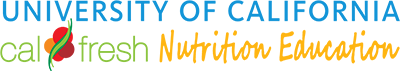 UNIVERSITY OF CALIFORNIA
cal fresh Nutrition Education